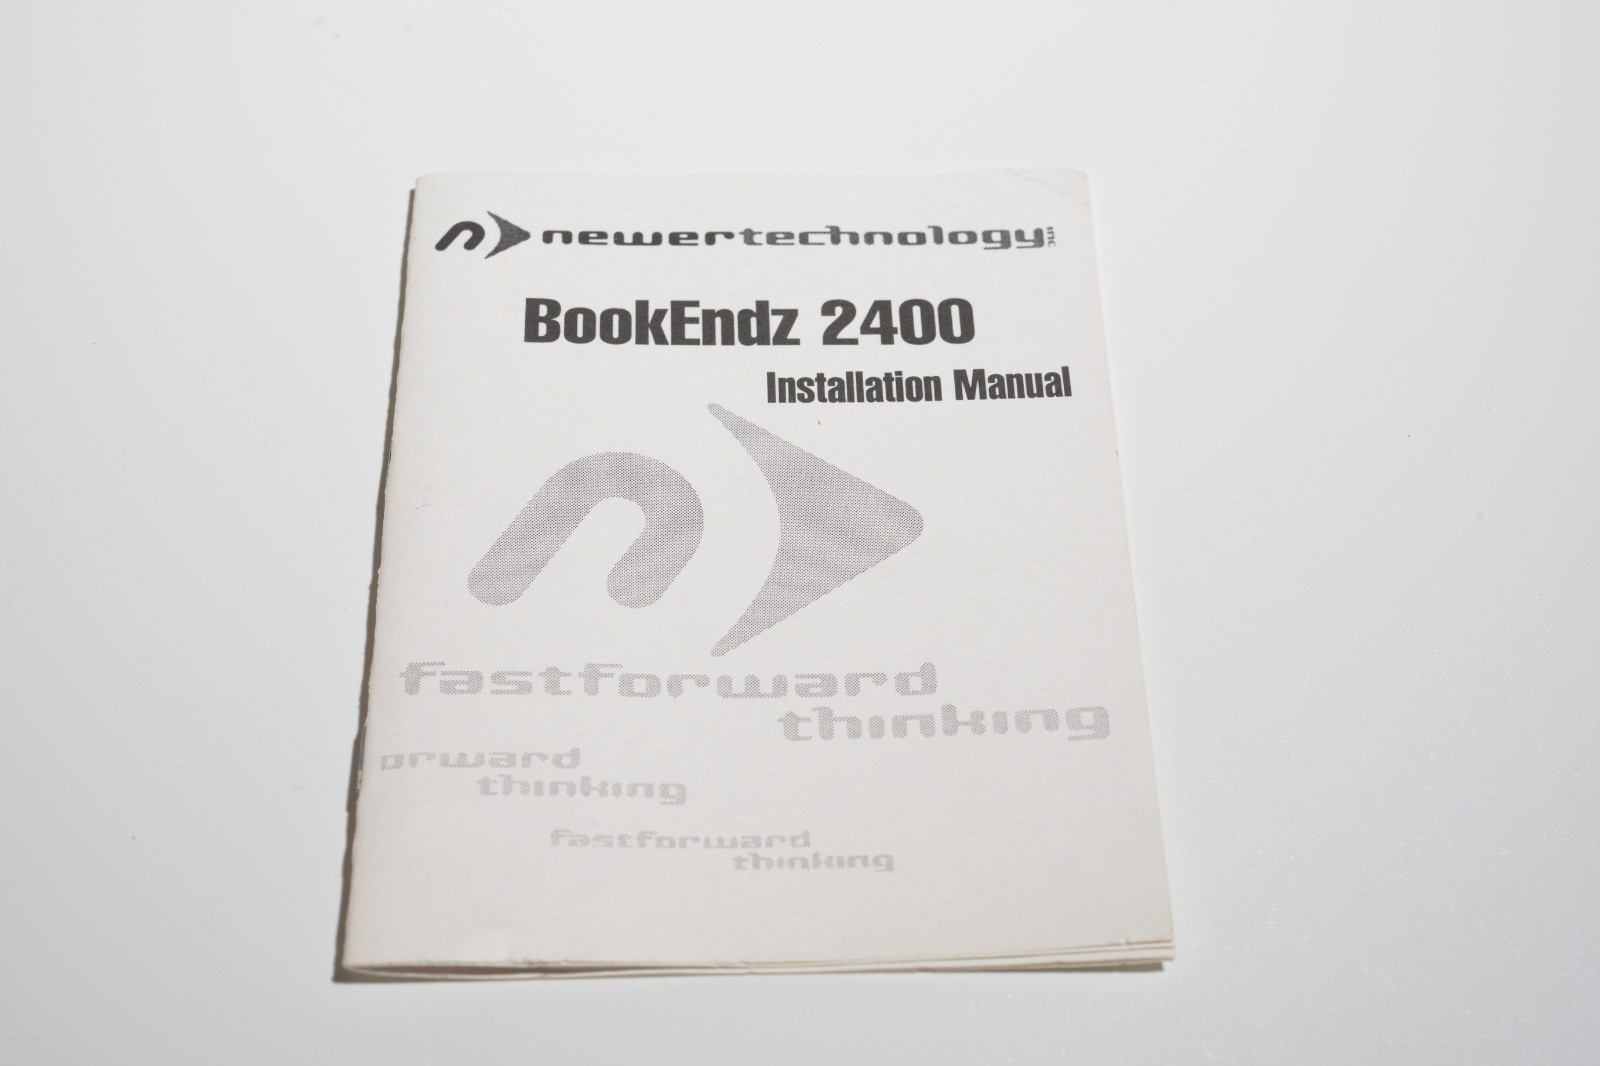 newertechnology inc
BookEndz 2400
Installation Manual
fastforward
thinking
orward
thinking
fastforward
thinking